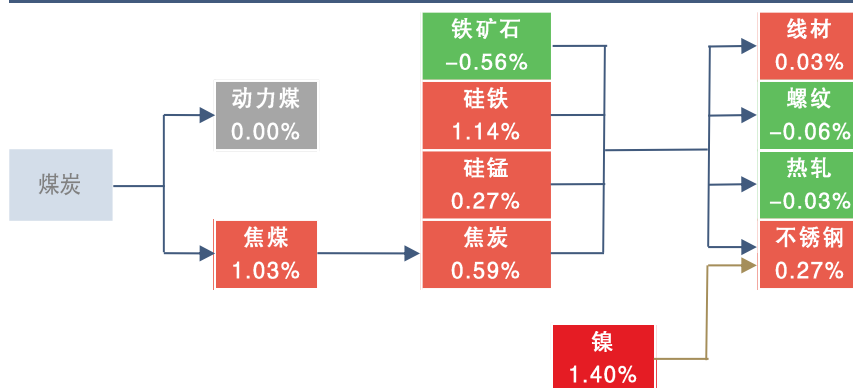 铁矿石
-0.56%
线材
0.03%
动力煤
0.00%
硅铁
1.14%
螺纹
-0.06%
煤炭
硅锰
0.27%
热轧
-0.03%
焦煤
1.03%
焦炭
0.59%
不锈钢
0.27%
镍
1.40%